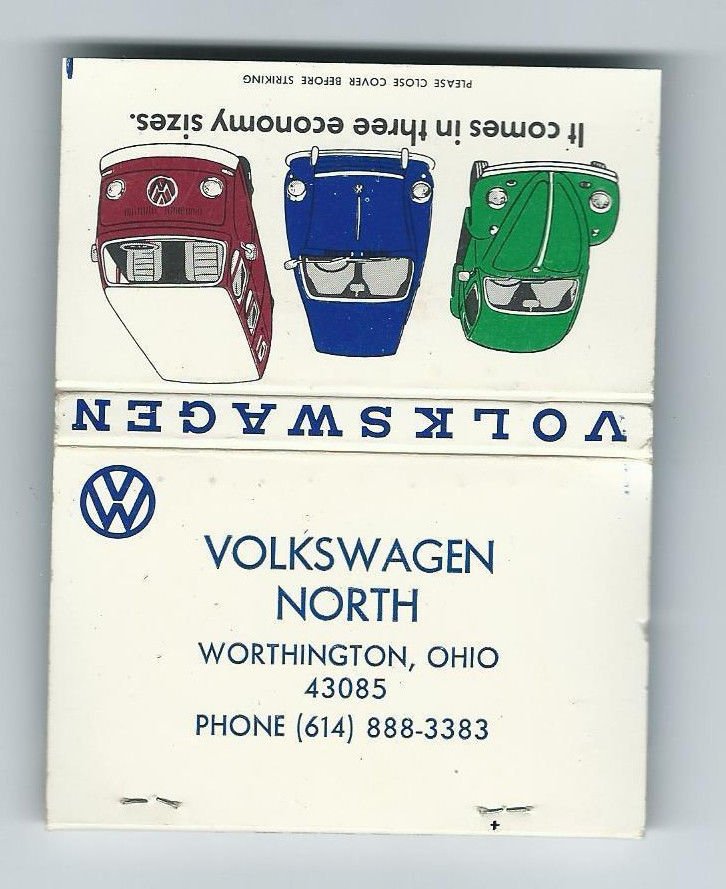 PLEASE CLOSE COVER BEFORE STRIKING
It comes in three economy sizes.
VOLKSWAGEN
VOLKSWAGEN
NORTH
WORTHINGTON, OHIO
43085
PHONE (614) 888-3383